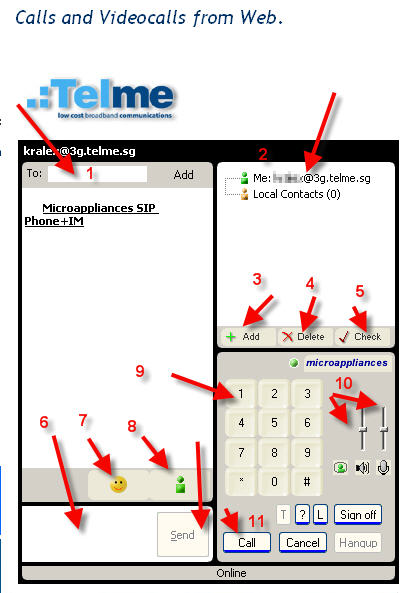 Calls and Videocalls from Web.
.::Telme
low cost broadband communications
kralex@3g.telme.sg
To:
1
Add
Microappliances SIP
Phone+IM
2
Me: @3g.telme.sg
Local Contacts (0)
3
4
5
Add
Delete
Check
microappliances
9
10
1 2 3
4 5 6
7 8 9
* 0 #
6
7
8
Send
T ? L Sign off
11
Call Cancel Hangup
Online